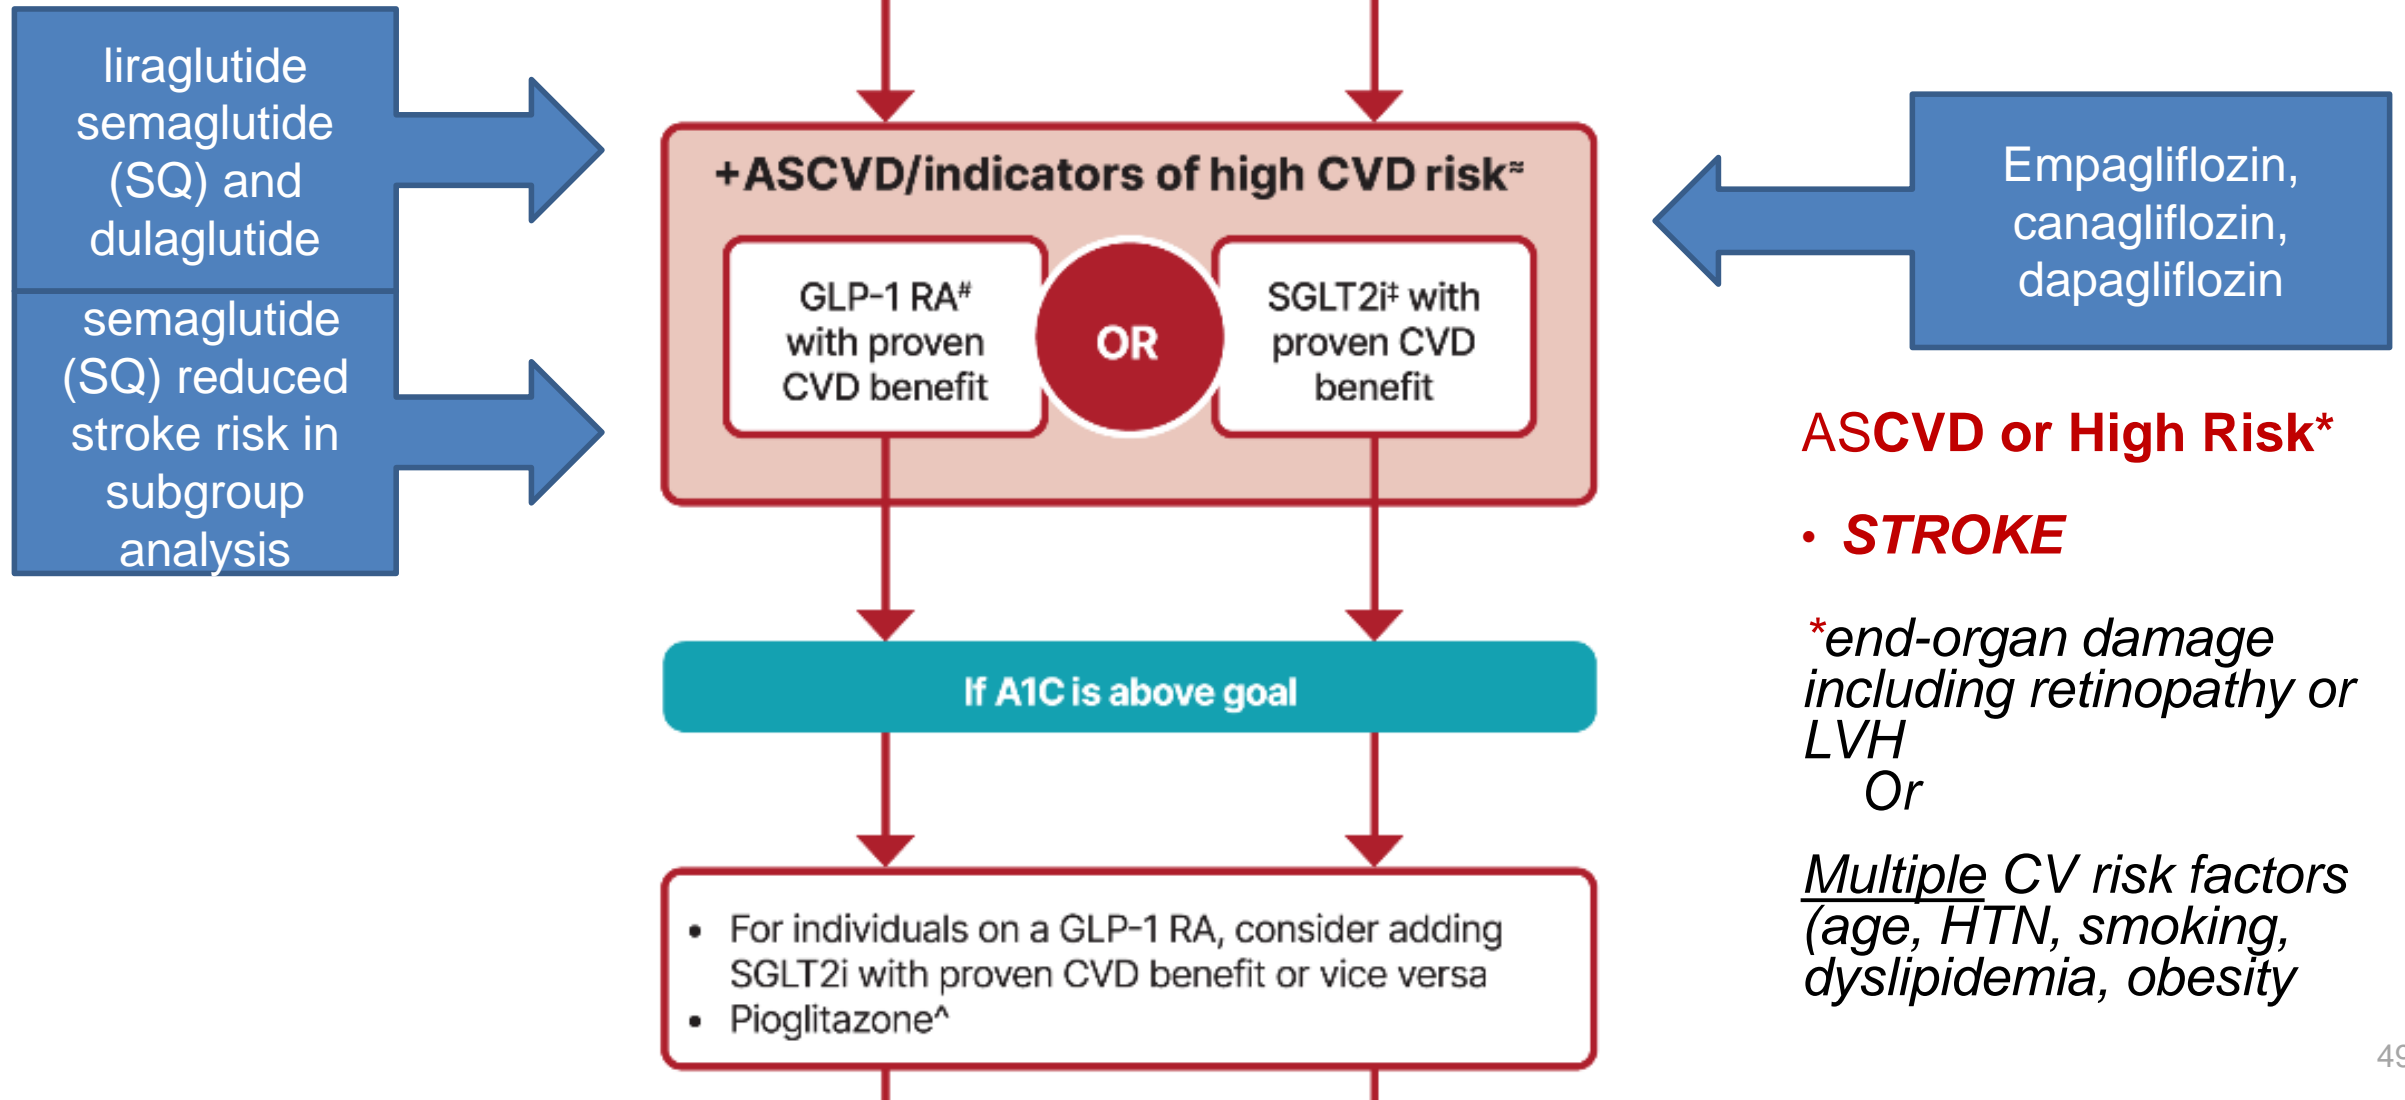 liraglutide
semaglutide
(SQ) and
dulaglutide
semaglutide
(SQ) reduced
stroke risk in
subgroup
analysis
+ASCVD/indicators of high CVD risk≈
GLP-1 RA#
with proven
CVD benefit
OR
SGLT2i‡ with
proven CVD
benefit
If A1C is above goal
• For individuals on a GLP-1 RA, consider adding
SGLT2i with proven CVD benefit or vice versa
• Pioglitazone^
Empagliflozin,
canagliflozin,
dapagliflozin
ASCVD or High Risk*
• STROKE
*end-organ damage
including retinopathy or
LVH
Or
Multiple CV risk factors
(age, HTN, smoking,
dyslipidemia, obesity
49